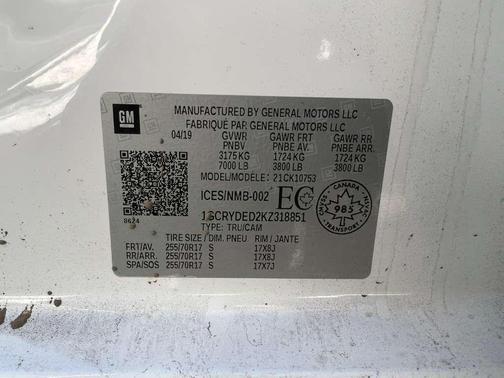 GM
MANUFACTURED BY GENERAL MOTORS LLC
FABRIQUÉ PAR: GENERAL MOTORS LLC
04/19 GVWR GAWR FRT GAWR RR
PNBV PNBE AV. PNBE ARR
3175 KG 1724 KG 1724 KG
7000 LB 3800 LB 3800 LB
MODEL/MODÈLE: 21CK10753
ICES/NMB-002 EC
CANADA
985
8624
1GCRYDED2KZ318851
TYPE: TRU/CAM
TIRE SIZE / DIM. PNEU RIM / JANTE
FRT/AV. 255/70R17 S 17X8J
RR/ARR. 255/70R17 S 17X8J
SPA/SOS 255/70R17 S 17X7J